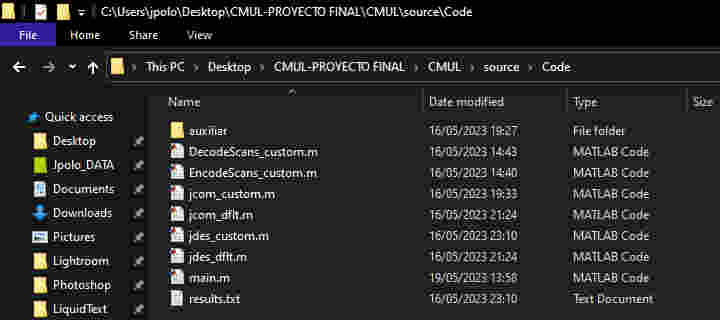 C:\Users\jpolo\Desktop\CMUL-PROYECTO FINAL\CMUL\source\Code
File Home Share View
This PC > Desktop > CMUL-PROYECTO FINAL > CMUL > source > Code
Name Date modified Type Size
Quick access
Desktop
Jpolo_DATA
Documents
Downloads
Pictures
Lightroom
Photoshop
LiquidText
auxiliar 16/05/2023 19:27 File folder
DecodeScans_custom.m 16/05/2023 14:43 MATLAB Code
EncodeScans_custom.m 16/05/2023 14:40 MATLAB Code
jcom_custom.m 16/05/2023 19:33 MATLAB Code
jcom_dflt.m 16/05/2023 21:24 MATLAB Code
jdes_custom.m 16/05/2023 23:10 MATLAB Code
jdes_dflt.m 16/05/2023 21:24 MATLAB Code
main.m 19/05/2023 13:58 MATLAB Code
results.txt 16/05/2023 23:10 Text Document